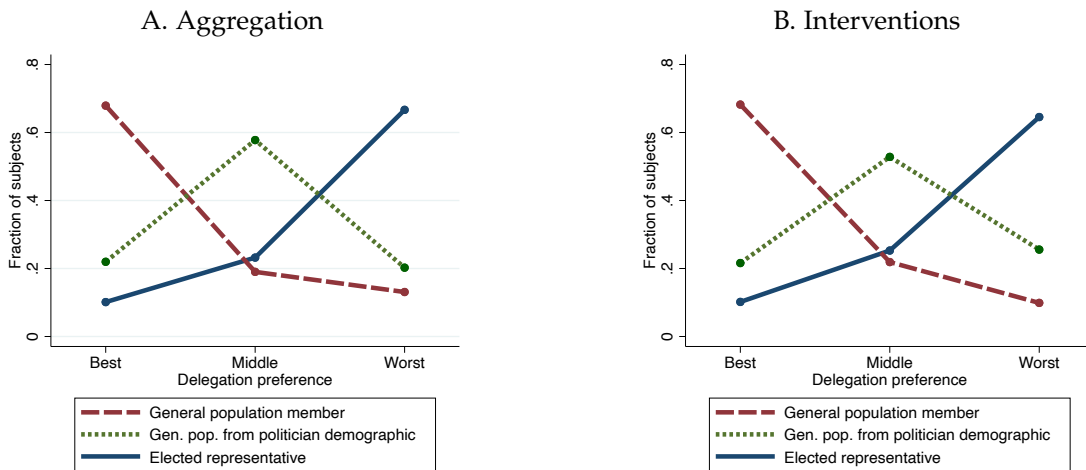 A. Aggregation
.8
.6
.4
.2
0
Fraction of subjects
Best
Middle
Worst
Delegation preference
General population member
Gen. pop. from politician demographic
Elected representative
B. Interventions
.8
.6
.4
.2
0
Fraction of subjects
Best
Middle
Worst
Delegation preference
General population member
Gen. pop. from politician demographic
Elected representative